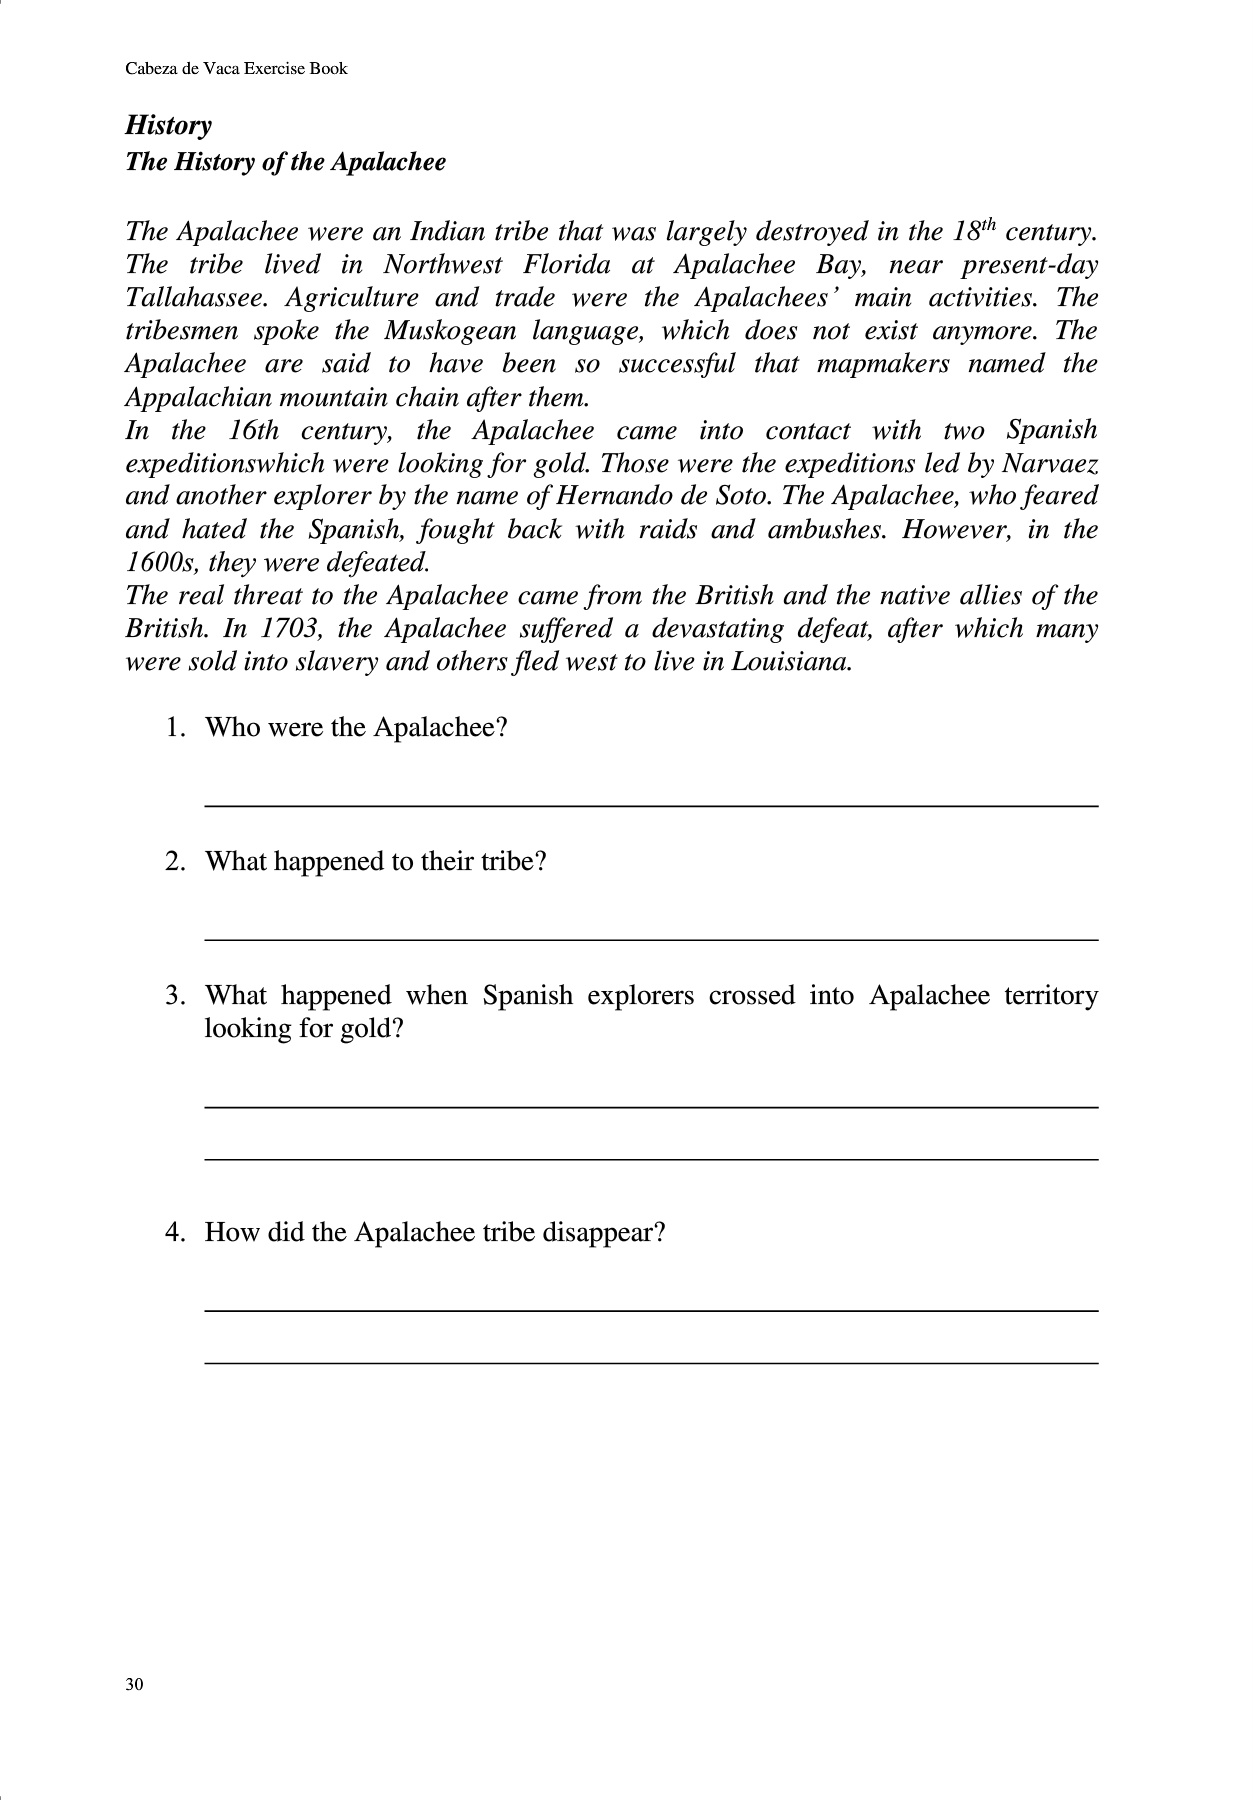 Cabeza de Vaca Exercise Book
History
The History of the Apalachee
The Apalachee were an Indian tribe that was largely destroyed in the 18th century.
The tribe lived in Northwest Florida at Apalachee Bay, near present-day
Tallahassee. Agriculture and trade were the Apalachees’ main activities. The
tribesmen spoke the Muskogean language, which does not exist anymore. The
Apalachee are said to have been so successful that mapmakers named the
Appalachian mountain chain after them.
In the 16th century, the Apalachee came into contact with two Spanish
expeditionswhich were looking for gold. Those were the expeditions led by Narvaez
and another explorer by the name of Hernando de Soto. The Apalachee, who feared
and hated the Spanish, fought back with raids and ambushes. However, in the
1600s, they were defeated.
The real threat to the Apalachee came from the British and the native allies of the
British. In 1703, the Apalachee suffered a devastating defeat, after which many
were sold into slavery and others fled west to live in Louisiana.
1. Who were the Apalachee?
2. What happened to their tribe?
3. What happened when Spanish explorers crossed into Apalachee territory
looking for gold?
4. How did the Apalachee tribe disappear?
30